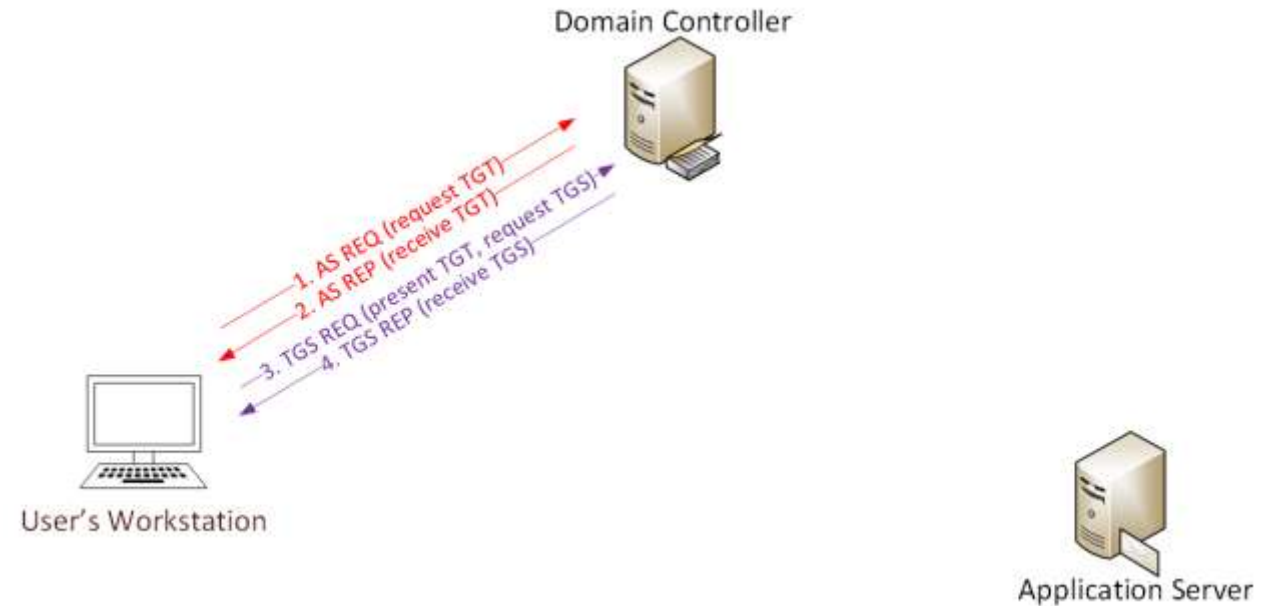 Domain Controller
1. AS REQ (request TGT)
2. AS REP (receive TGT)
3. TGS REQ (present TGT, request TGS)
4. TGS REP (receive TGS)
User's Workstation
Application Server